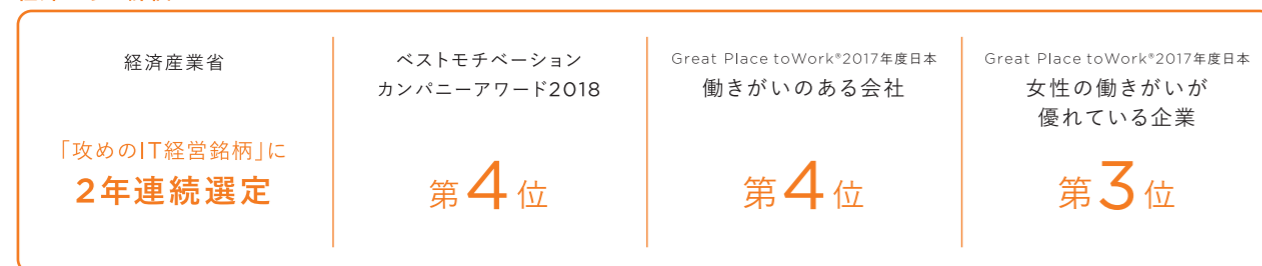 経済産業省
「攻めのIT経営銘柄」に
2年連続選定
ベストモチベーション
カンパニーアワード2018
第4位
Great Place toWork®2017年度日本
働きがいのある会社
第4位
Great Place toWork®2017年度日本
女性の働きがいが
優れている企業
第3位